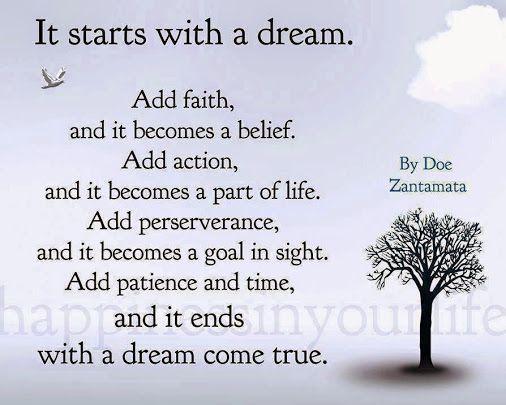 It starts with a dream.
Add faith,
and it becomes a belief.
Add action,
and it becomes a part of life.
Add perserverance,
and it becomes a goal in sight.
Add patience and time,
and it ends
with a dream come true.
By Doe
Zantamata
happinessinyourlife